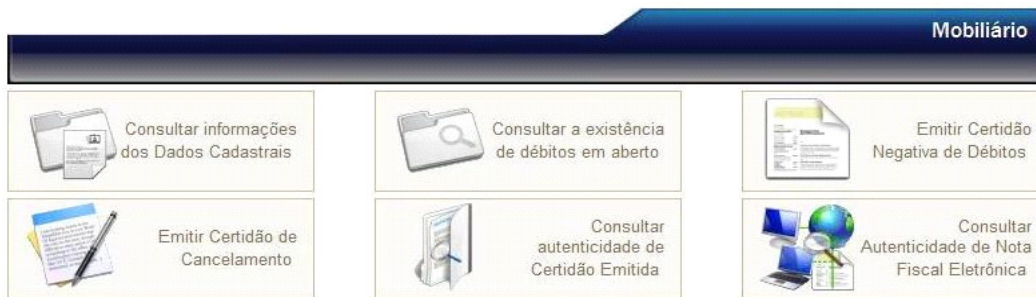 Mobiliário
Consultar informações
dos Dados Cadastrais
Consultar a existência
de débitos em aberto
Emitir Certidão
Negativa de Débitos
Emitir Certidão de
Cancelamento
Consultar
autenticidade de
Certidão Emitida
Consultar
Autenticidade de Nota
Fiscal Eletrônica